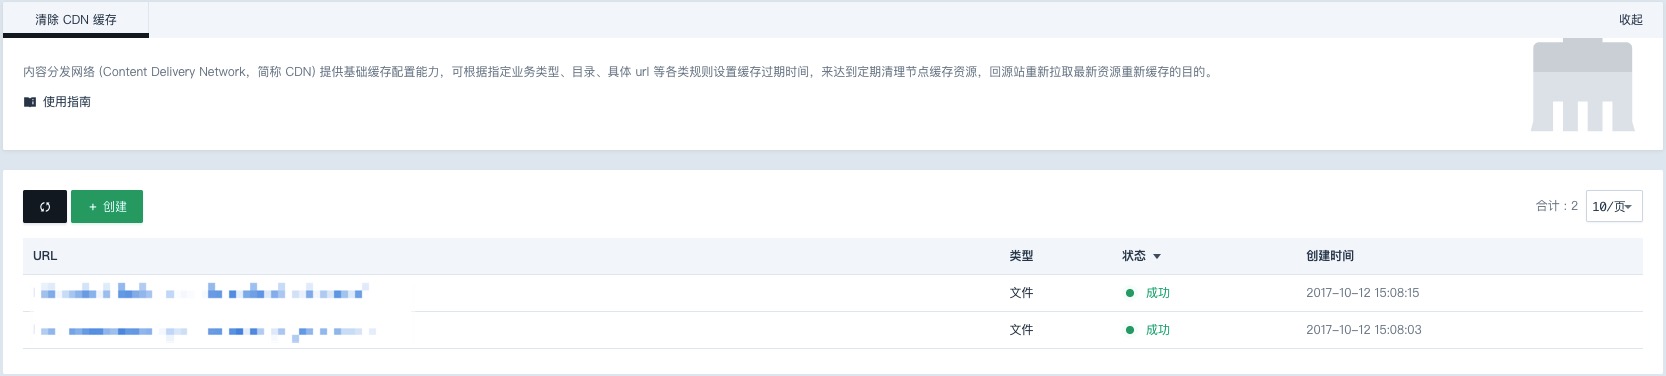 清除 CDN 缓存
收起
内容分发网络 (Content Delivery Network，简称 CDN) 提供基础缓存配置能力，可根据指定业务类型、目录、具体 url 等各类规则设置缓存过期时间，来达到定期清理节点缓存资源，回源站重新拉取最新资源重新缓存的目的。
使用指南
+ 创建
合计：2
10/页
URL 类型 状态 创建时间
文件 成功 2017-10-12 15:08:15
文件 成功 2017-10-12 15:08:03